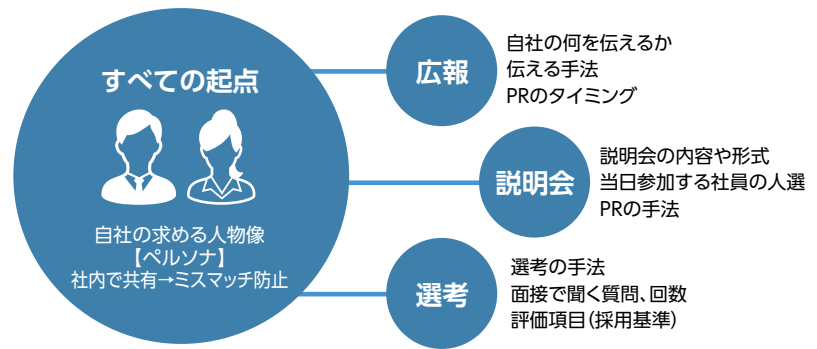 すべての起点
自社の求める人物像
【ペルソナ】
社内で共有→ミスマッチ防止
広報
自社の何を伝えるか
伝える手法
PRのタイミング
説明会
説明会の内容や形式
当日参加する社員の人選
PRの手法
選考
選考の手法
面接で聞く質問、回数
評価項目（採用基準）